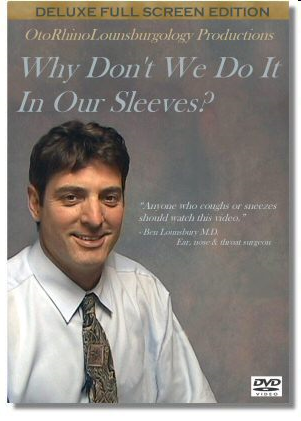 DELUXE FULL SCREEN EDITION
OtoRhinoLounsburgology Productions
Why Don't We Do It
In Our Sleeves?
"Anyone who coughs or sneezes
should watch this video."
- Ben Lounsbury M.D.
Ear, nose & throat surgeon
DVD
VIDEO